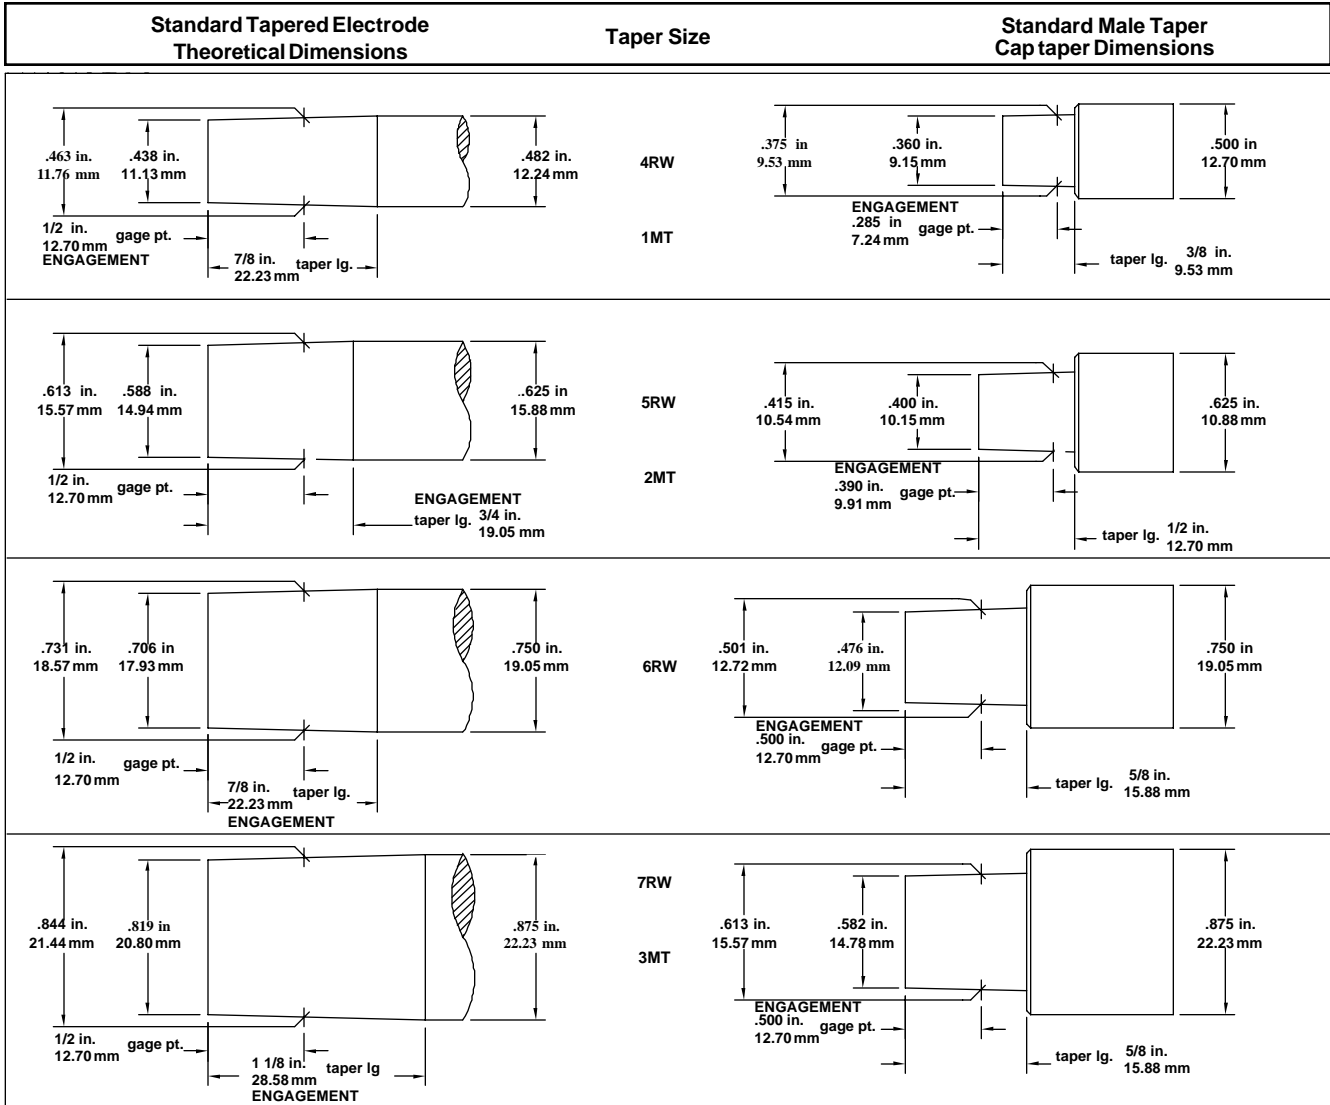 Standard Tapered Electrode
Theoretical Dimensions
Taper Size
Standard Male Taper
Cap taper Dimensions
.463 in.
11.76 mm
.438 in.
11.13 mm
.482 in.
12.24 mm
1/2 in.
12.70 mm
gage pt.
ENGAGEMENT
7/8 in.
22.23 mm
taper lg.
4RW
1MT
.375 in
9.53 mm
.360 in.
9.15 mm
.500 in
12.70 mm
ENGAGEMENT
.285 in
7.24 mm
gage pt.
taper lg.
3/8 in.
9.53 mm
.613 in.
15.57 mm
.588 in.
14.94 mm
..625 in
15.88 mm
1/2 in.
12.70 mm
gage pt.
ENGAGEMENT
taper lg.
3/4 in.
19.05 mm
5RW
2MT
.415 in.
10.54 mm
.400 in.
10.15 mm
.625 in
10.88 mm
ENGAGEMENT
.390 in.
9.91 mm
gage pt.
taper lg.
1/2 in.
12.70 mm
.731 in.
18.57 mm
.706 in
17.93 mm
.750 in.
19.05 mm
1/2 in.
12.70 mm
gage pt.
7/8 in.
22.23 mm
taper lg.
ENGAGEMENT
6RW
.501 in.
12.72 mm
.476 in.
12.09 mm
.750 in
19.05 mm
ENGAGEMENT
.500 in.
12.70 mm
gage pt.
taper lg.
5/8 in.
15.88 mm
.844 in.
21.44 mm
.819 in
20.80 mm
.875 in.
22.23 mm
1/2 in.
12.70 mm
gage pt.
1 1/8 in.
28.58 mm
taper lg
ENGAGEMENT
7RW
3MT
.613 in.
15.57 mm
.582 in.
14.78 mm
.875 in.
22.23 mm
ENGAGEMENT
.500 in.
12.70 mm
gage pt.
taper lg.
5/8 in.
15.88 mm